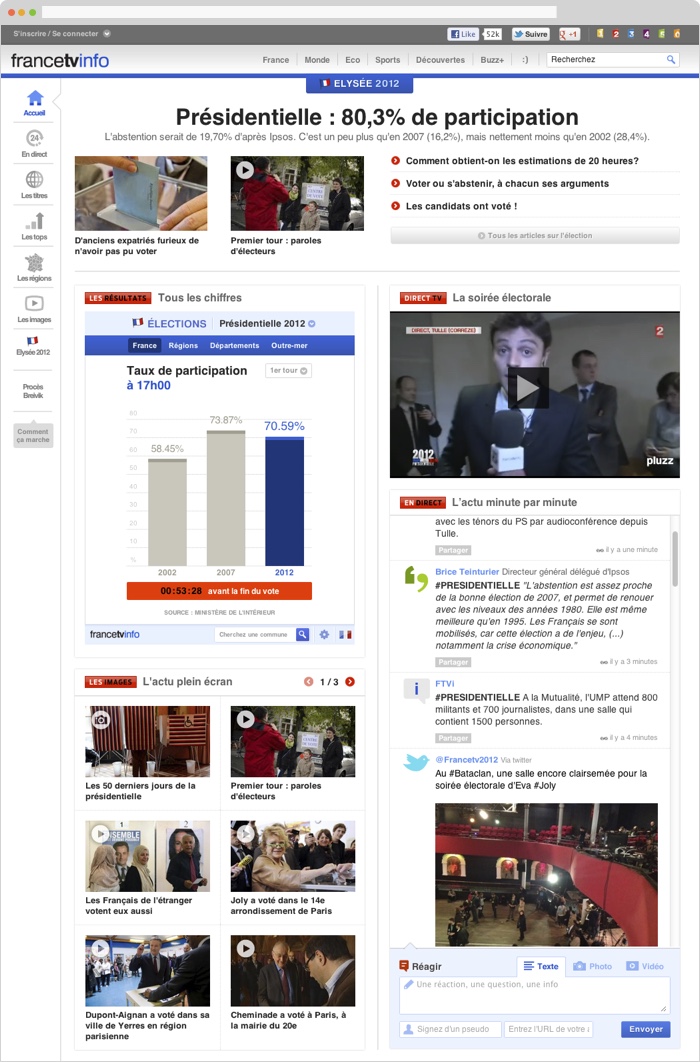 S'inscrire / Se connecter
Like 52k Suivre +1 1 2 3 4 5 ô
francetvinfo
France Monde Eco Sports Découvertes Buzz+ :) Recherchez
ELYSÉE 2012
Présidentielle : 80,3% de participation
L'abstention serait de 19,70% d'après Ipsos. C'est un peu plus qu'en 2007 (16,2%), mais nettement moins qu'en 2002 (28,4%).
Accueil
24
En direct
Les titres
Les tops
Les régions
Les images
Elysée 2012
Procès
Breivik
Comment
ça marche
D'anciens expatriés furieux de
n'avoir pas pu voter
Premier tour : paroles
d'électeurs
Comment obtient-on les estimations de 20 heures?
Voter ou s'abstenir, à chacun ses arguments
Les candidats ont voté !
Tous les articles sur l'élection
LES RÉSULTATS Tous les chiffres
ÉLECTIONS Présidentielle 2012
France Régions Départements Outre-mer
Taux de participation
à 17h00
1er tour
80
70
60
50
40
30
20
10
%
58.45%
73.87%
70.59%
2002 2007 2012
00:53:28 avant la fin du vote
SOURCE : MINISTÈRE DE L'INTÉRIEUR
francetvinfo Cherchez une commune
LES IMAGES L'actu plein écran 1 / 3
Les 50 derniers jours de la
présidentielle
Premier tour : paroles
d'électeurs
ENSEMBLE
Les Français de l'étranger
votent eux aussi
Joly a voté dans le 14e
arrondissement de Paris
Dupont-Aignan a voté dans sa
ville de Yerres en région
parisienne
Cheminade a voté à Paris, à
la mairie du 20e
DIRECT TV La soirée électorale
DIRECT, TULLE (CORREZE)
2
2012
pluzz
EN DIRECT L'actu minute par minute
avec les ténors du PS par audioconférence depuis
Tulle.
Partager il y a une minute
Brice Teinturier Directeur général délégué d'Ipsos
#PRESIDENTIELLE "L'abstention est assez proche
de la bonne élection de 2007, et permet de renouer
avec les niveaux des années 1980. Elle est même
meilleure qu'en 1995. Les Français se sont
mobilisés, car cette élection a de l'enjeu, (...)
notamment la crise économique."
Partager il y a 3 minutes
FTVi
#PRESIDENTIELLE A la Mutualité, l'UMP attend 800
militants et 700 journalistes, dans une salle qui
contient 1500 personnes.
Partager il y a 4 minutes
@Francetv2012 Via twitter
Au #Bataclan, une salle encore clairsemée pour la
soirée électorale d'Eva #Joly
Réagir Texte Photo Vidéo
Une réaction, une question, une info
Signez d'un pseudo Entrez l'URL de votre Envoyer